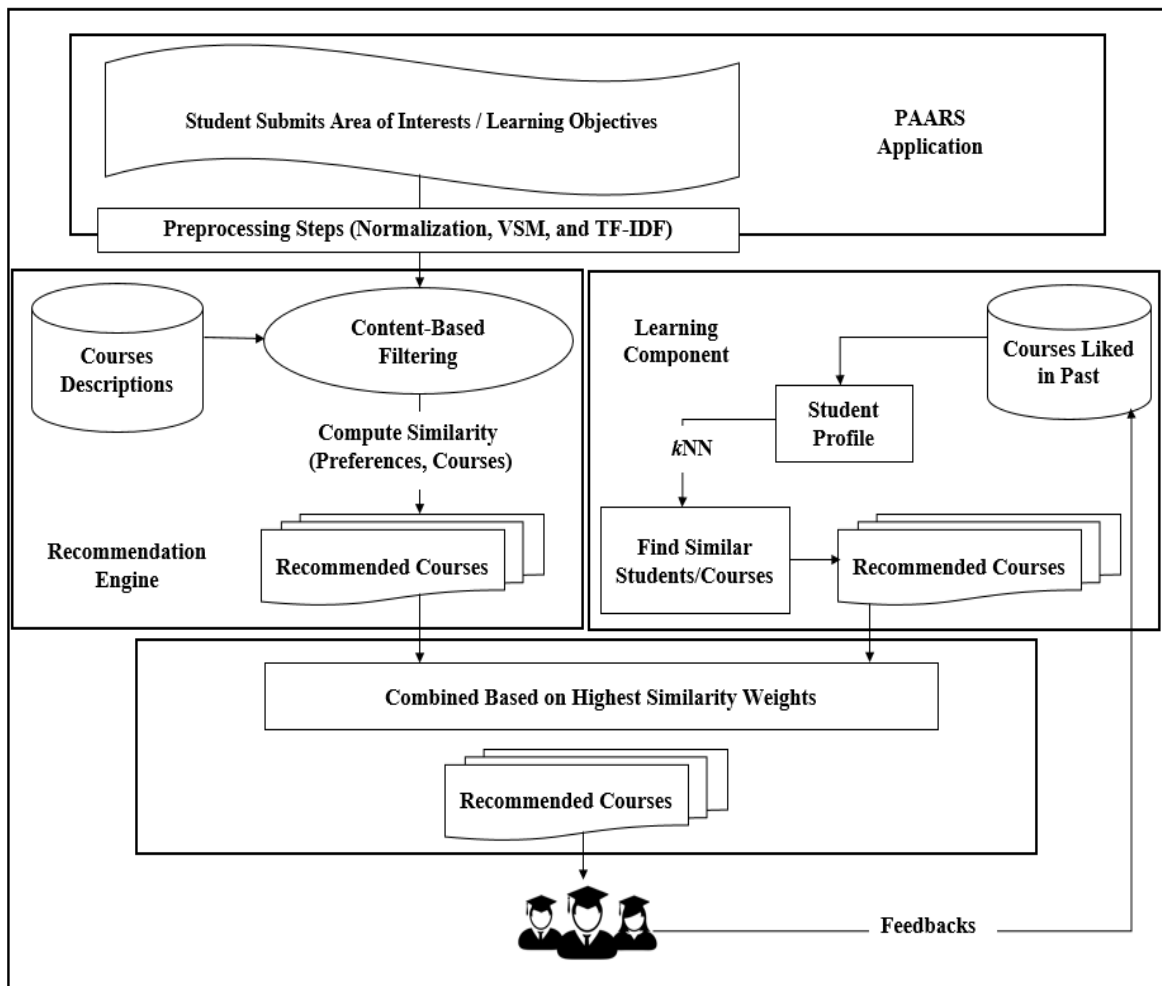 Student Submits Area of Interests / Learning Objectives
PAARS
Application
Preprocessing Steps (Normalization, VSM, and TF-IDF)
Courses
Descriptions
Content-Based
Filtering
Compute Similarity
(Preferences, Courses)
Recommendation
Engine
Recommended Courses
Learning
Component
Courses Liked
in Past
Student
Profile
kNN
Find Similar
Students/Courses
Recommended Courses
Combined Based on Highest Similarity Weights
Recommended Courses
Feedbacks